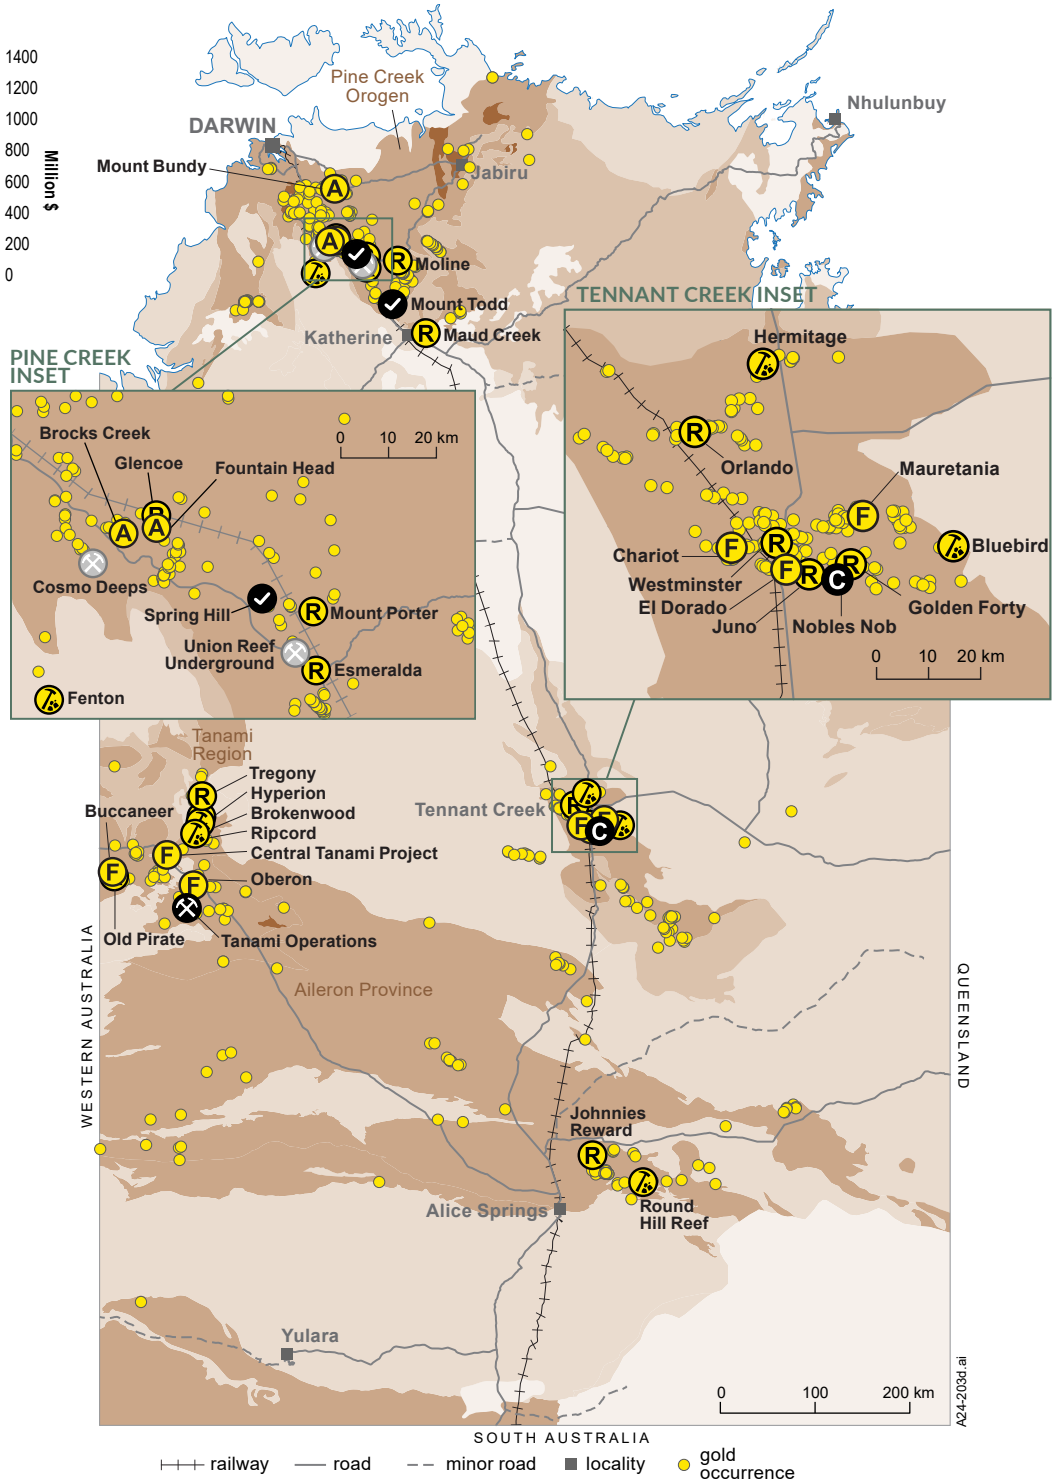 1400
1200
1000
800
600
400
200
0
Million $
Pine Creek
Orogen
Nhulunbuy
DARWIN
Mount Bundy
A
Jabiru
A
R
Moline
Mount Todd
Katherine
R
Maud Creek
TENNANT CREEK INSET
Hermitage
R
Orlando
Mauretania
F
Chariot
F
R
Bluebird
Westminster
F
R
R
C
El Dorado
Golden Forty
Juno
Nobles Nob
0 10 20 km
PINE CREEK
INSET
Brocks Creek
0 10 20 km
Glencoe
Fountain Head
R
A
A
Cosmo Deeps
Spring Hill
R
Mount Porter
Union Reef
Underground
R
Esmeralda
Fenton
Tanami
Region
Tregony
R
Hyperion
Buccaneer
Brokenwood
Ripcord
F
Central Tanami Project
F
F
Oberon
Old Pirate
Tanami Operations
Tennant Creek
R
F
C
Aileron Province
WESTERN AUSTRALIA
QUEENSLAND
Johnnies
Reward
R
Round
Hill Reef
Alice Springs
Yulara
0 100 200 km
A24-203d.ai
SOUTH AUSTRALIA
railway road minor road locality gold
occurrence